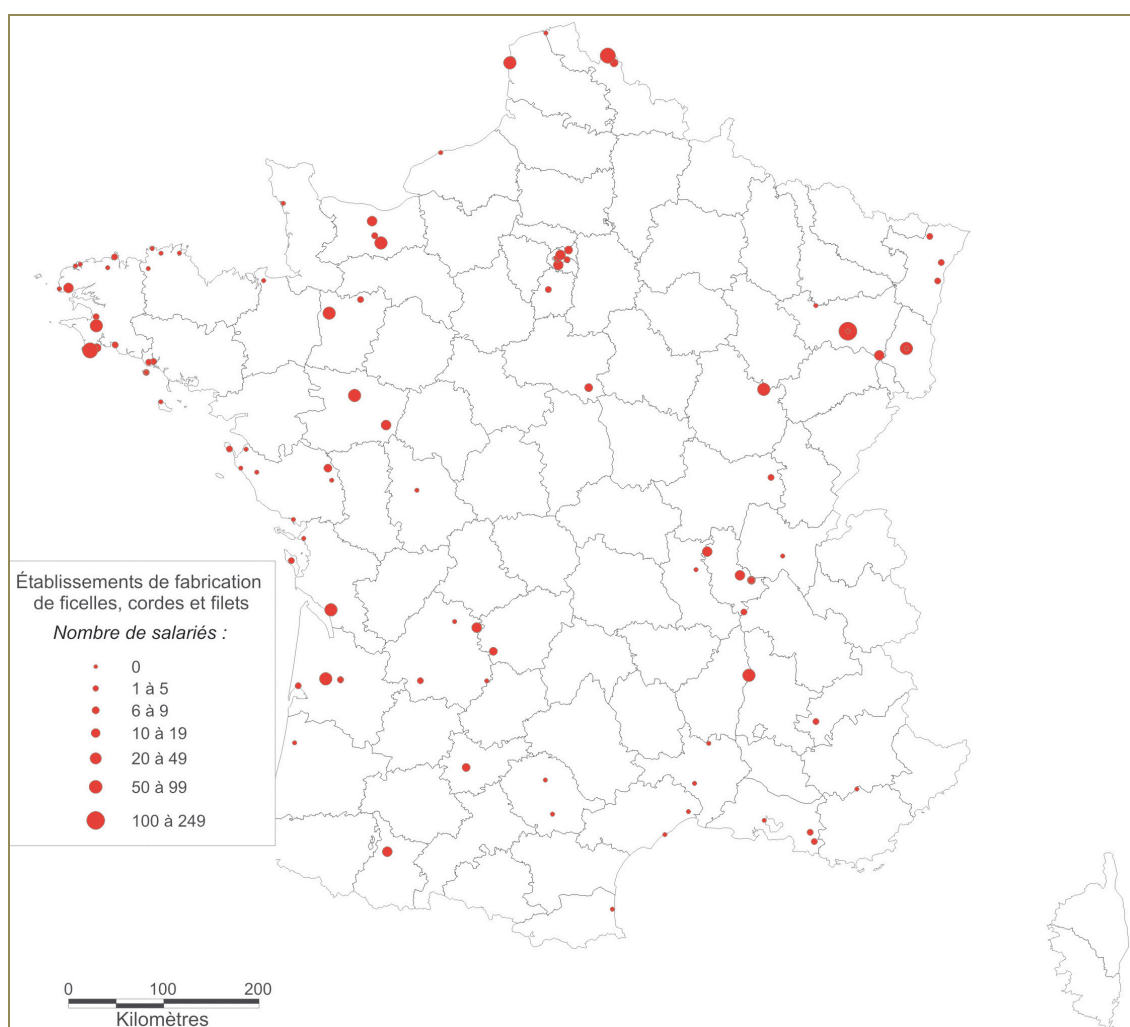 Établissements de fabrication
de ficelles, cordes et filets
Nombre de salariés :
0
1 à 5
6 à 9
10 à 19
20 à 49
50 à 99
100 à 249
0 100 200
Kilomètres